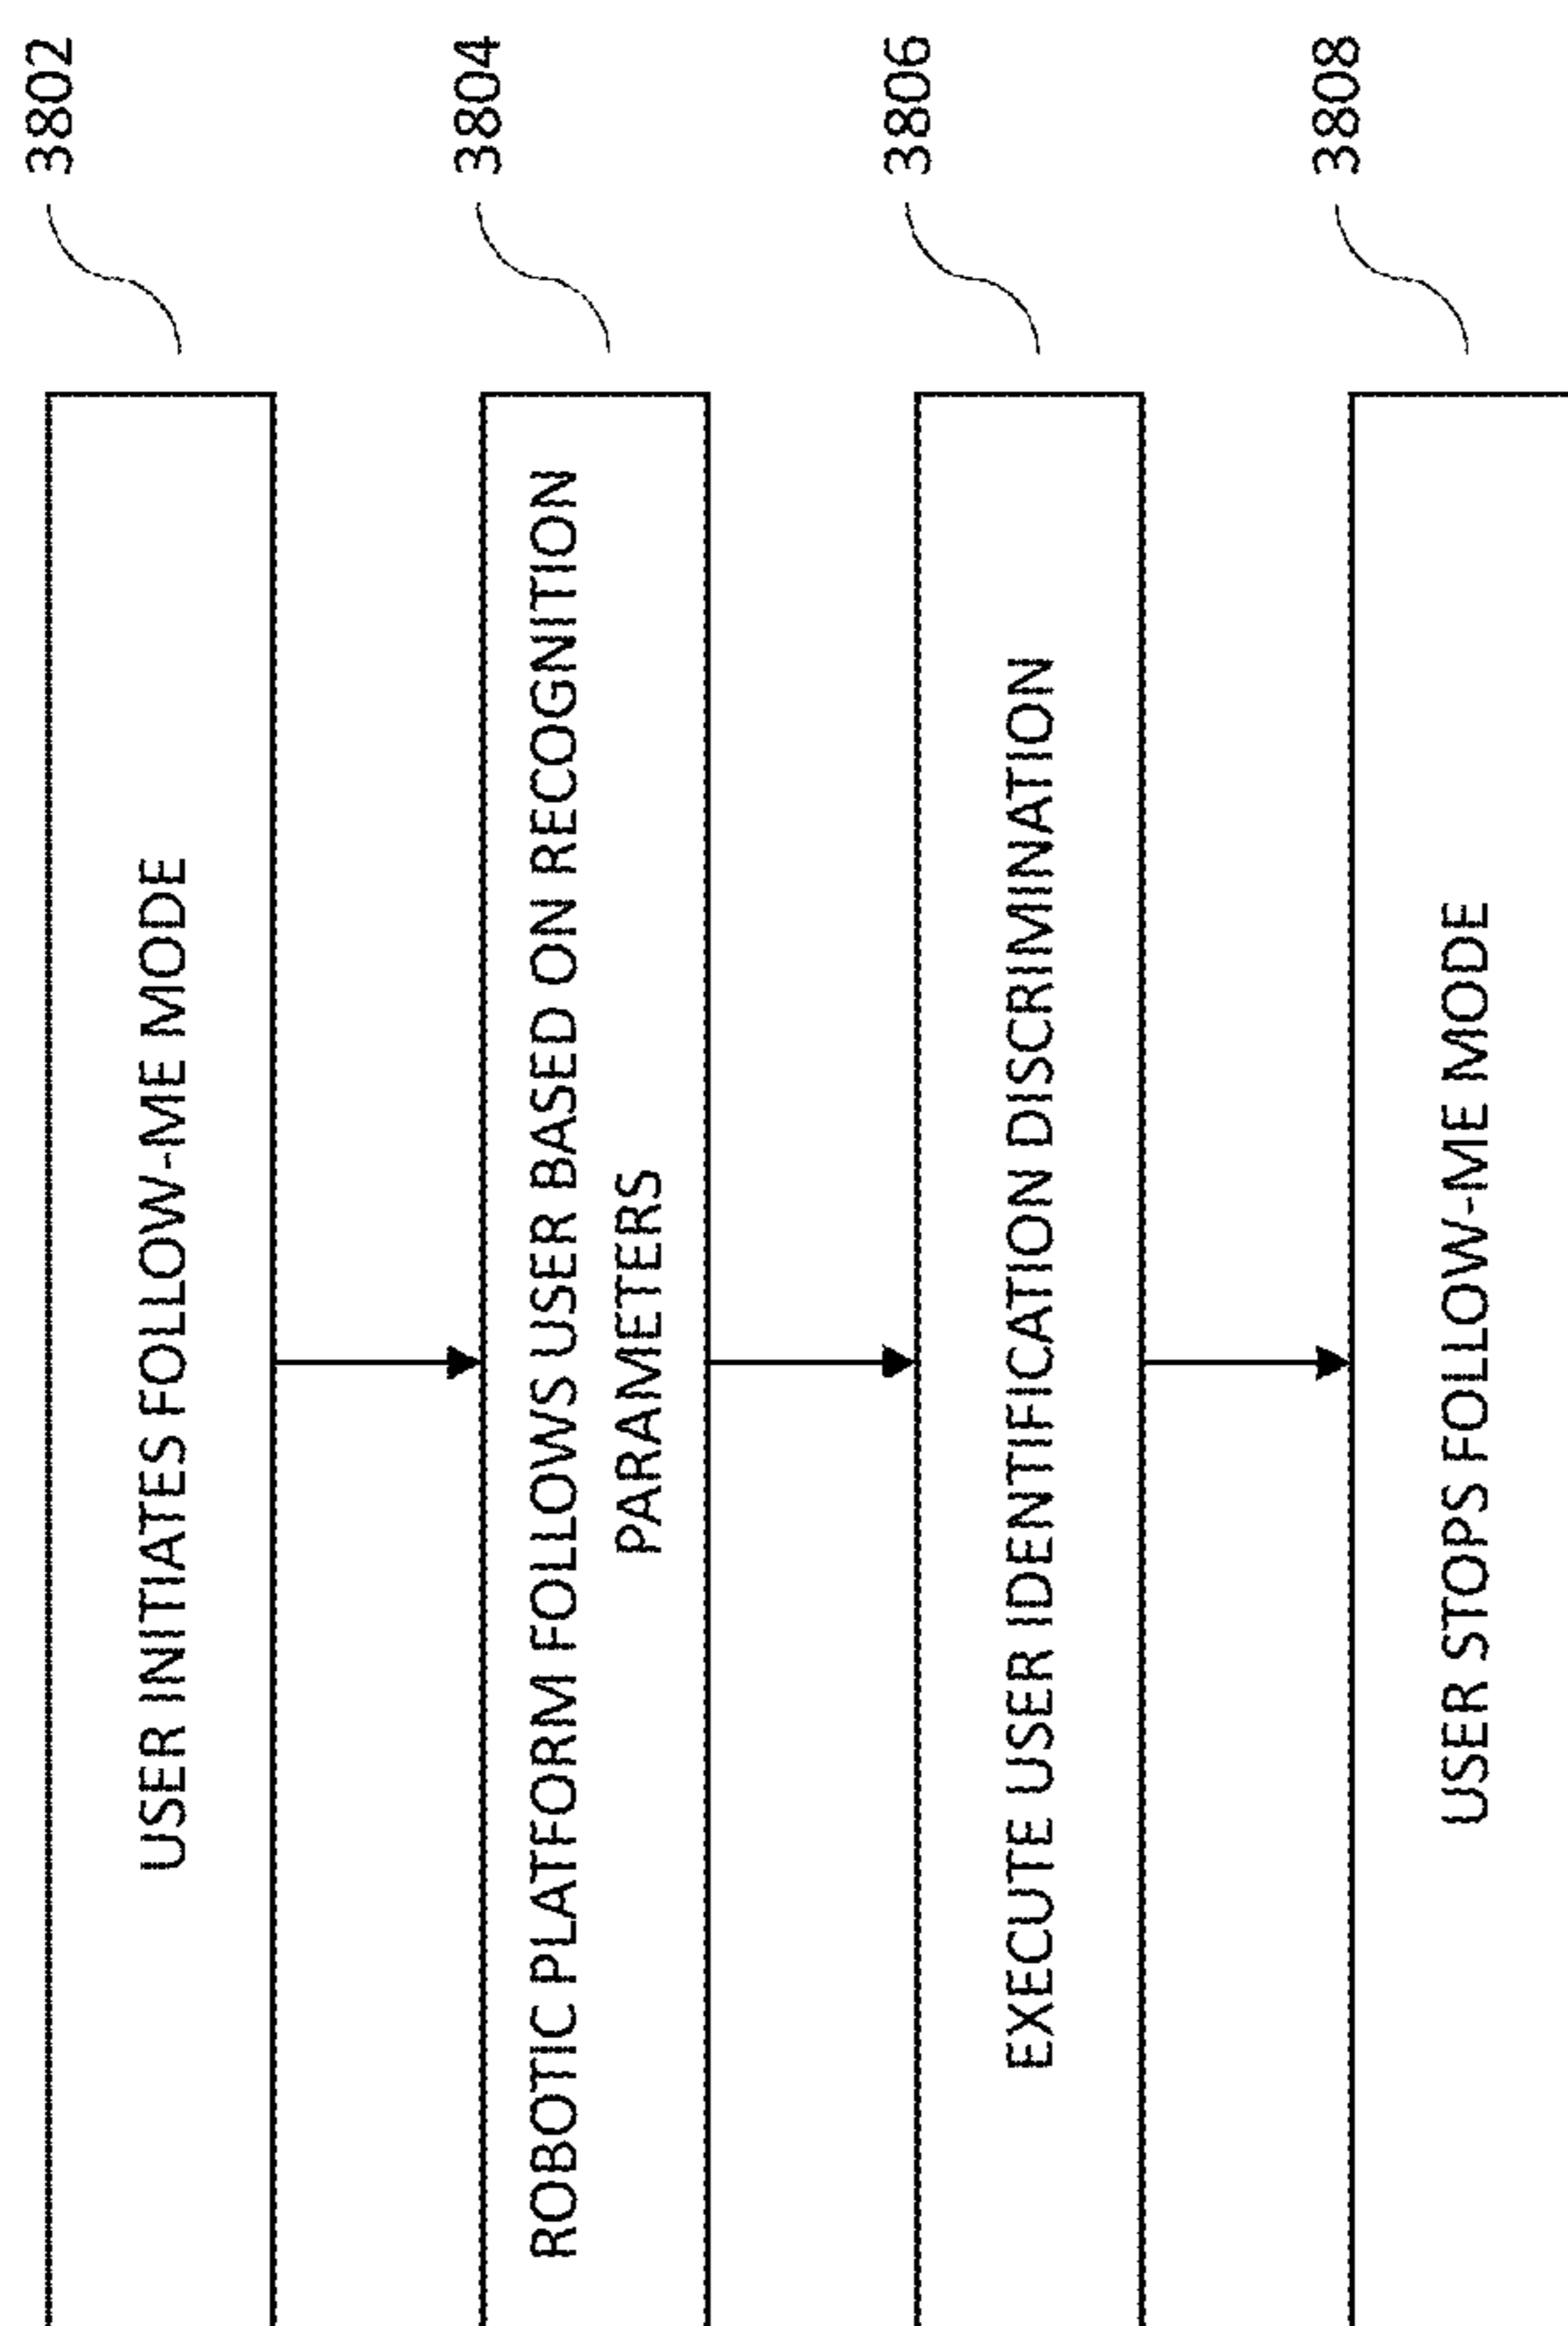 USER INITIATES FOLLOW-ME MODE
3802
ROBOTIC PLATFORM FOLLOWS USER BASED ON RECOGNITION
PARAMETERS
3804
EXECUTE USER IDENTIFICATION DISCRIMINATION
3806
USER STOPS FOLLOW-ME MODE
3808